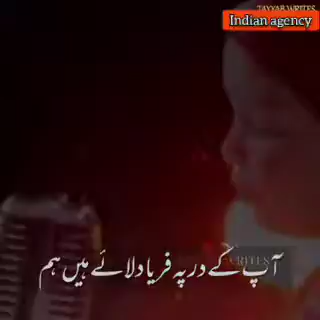 TAYYAB WRITES
Indian agency
آپ کے در پہ فریاد لائے ہیں ہم